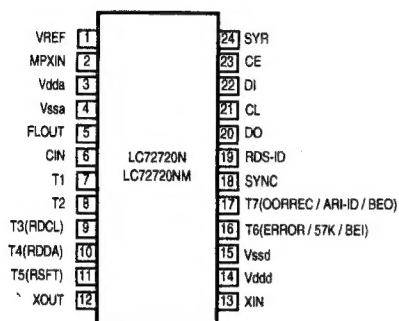 VREF 1
MPXIN 2
Vdda 3
Vssa 4
FLOUT 5
CIN 6
T1 7
T2 8
T3(RDCL) 9
T4(RDDA) 10
T5(RSFT) 11
XOUT 12
LC72720N
LC72720NM
24 SYR
23 CE
22 DI
21 CL
20 DO
19 RDS-ID
18 SYNC
17 T7(OORREC / ARI-ID / BEO)
16 T6(ERROR / 57K / BEI)
15 Vssd
14 Vddd
13 XIN